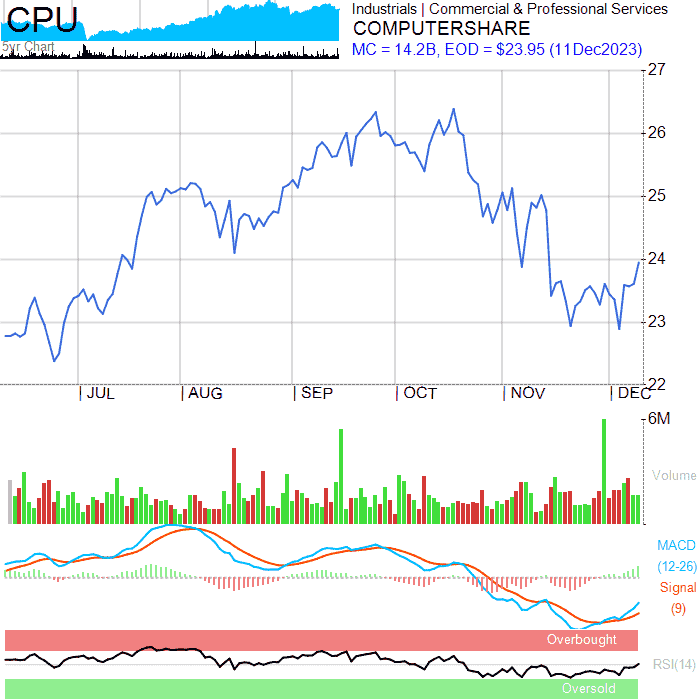 CPU
5yr Chart
Industrials | Commercial & Professional Services
COMPUTERSHARE
MC = 14.2B, EOD = $23.95 (11Dec2023)
27
26
25
24
23
22
| JUL | AUG | SEP | OCT | NOV | DEC
6M
Volume
MACD
(12-26)
Signal
(9)
Overbought
RSI(14)
Oversold